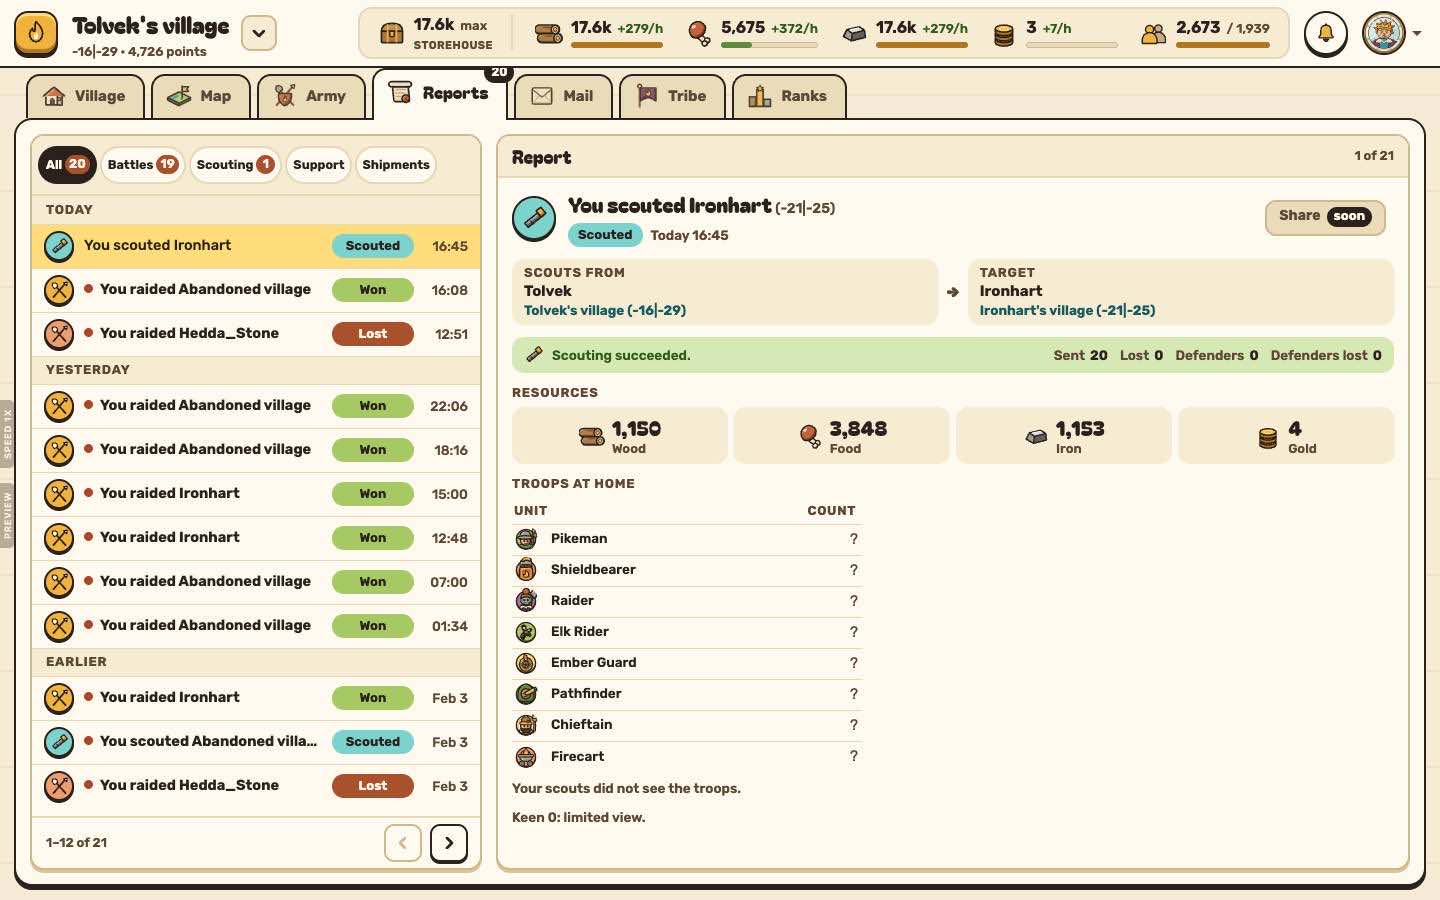 Tolvek's village
-16|-29 • 4,726 points
17.6k max
STOREHOUSE
17.6k +279/h
5,675 +372/h
17.6k +279/h
3 +7/h
2,673 / 1,939
Village
Map
Army
Reports
20
Mail
Tribe
Ranks
SPEED 1X
PREVIEW
All 20
Battles 19
Scouting 1
Support
Shipments
TODAY
You scouted Ironhart Scouted 16:45
You raided Abandoned village Won 16:08
You raided Hedda_Stone Lost 12:51
YESTERDAY
You raided Abandoned village Won 22:06
You raided Abandoned village Won 18:16
You raided Ironhart Won 15:00
You raided Ironhart Won 12:48
You raided Abandoned village Won 07:00
You raided Abandoned village Won 01:34
EARLIER
You raided Ironhart Won Feb 3
You scouted Abandoned villa... Scouted Feb 3
You raided Hedda_Stone Lost Feb 3
1–12 of 21
Report
1 of 21
You scouted Ironhart (-21|-25)
Scouted Today 16:45
Share soon
SCOUTS FROM
Tolvek
Tolvek's village (-16|-29)
TARGET
Ironhart
Ironhart's village (-21|-25)
Scouting succeeded.
Sent 20 Lost 0 Defenders 0 Defenders lost 0
RESOURCES
1,150
Wood
3,848
Food
1,153
Iron
4
Gold
TROOPS AT HOME
UNIT COUNT
Pikeman ?
Shieldbearer ?
Raider ?
Elk Rider ?
Ember Guard ?
Pathfinder ?
Chieftain ?
Firecart ?
Your scouts did not see the troops.
Keen 0: limited view.